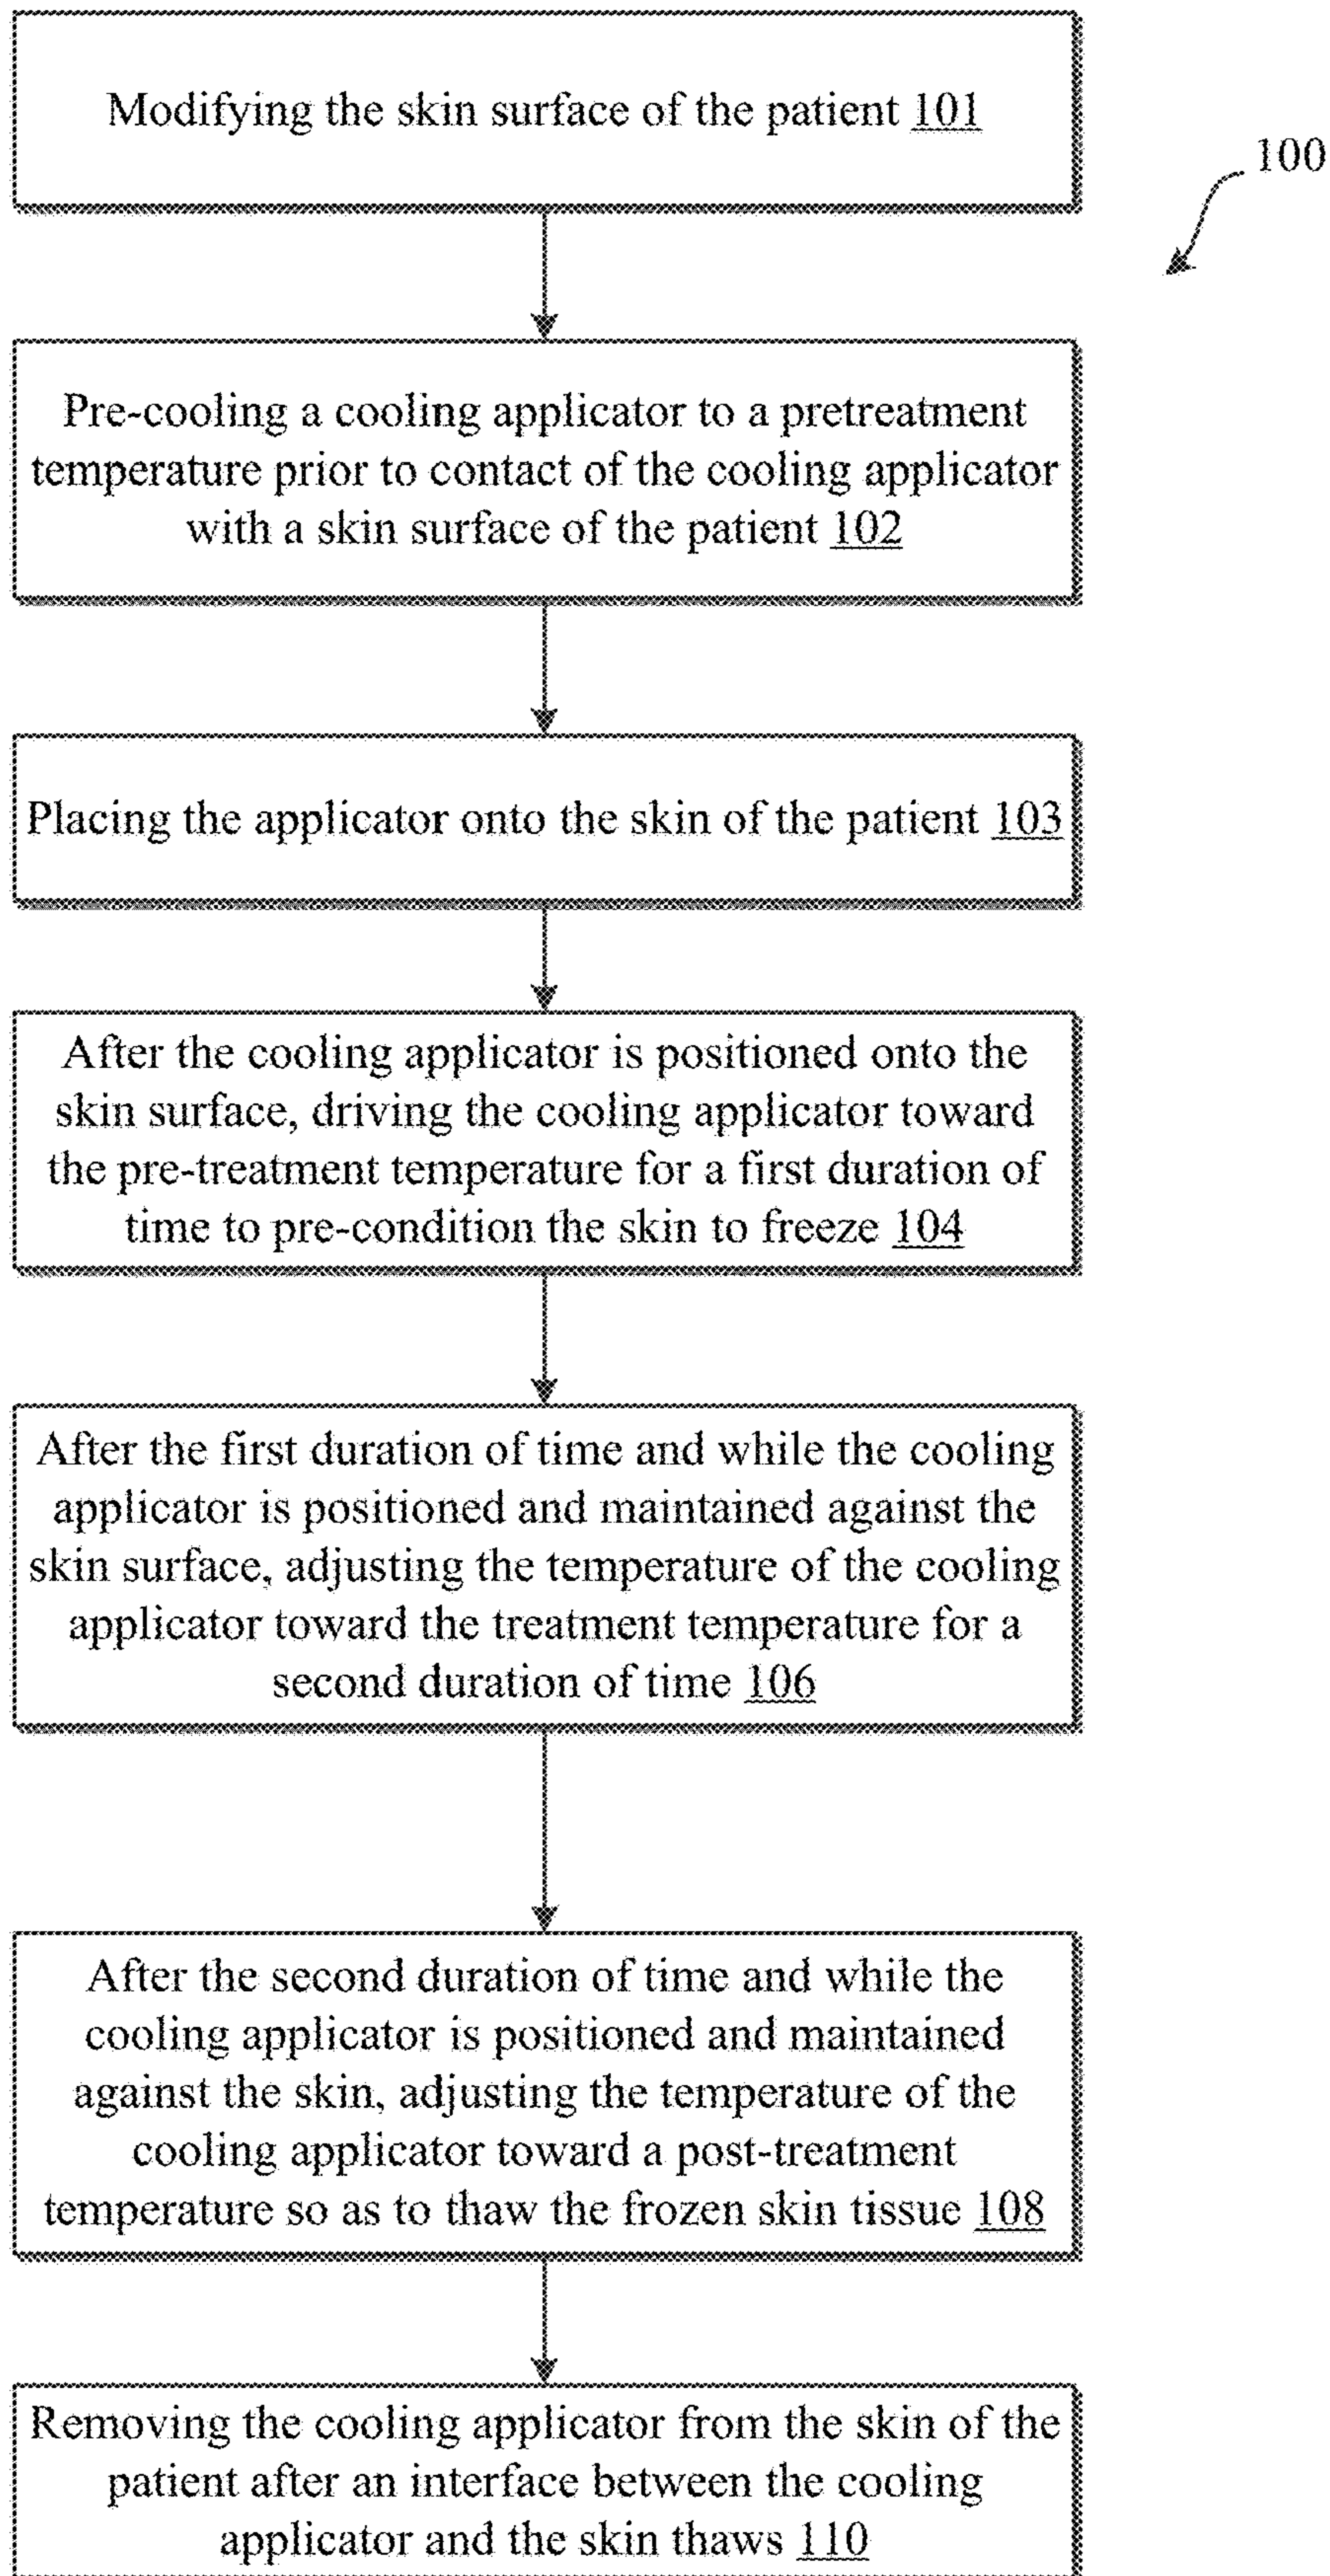 Modifying the skin surface of the patient 101
100
Pre-cooling a cooling applicator to a pretreatment
temperature prior to contact of the cooling applicator
with a skin surface of the patient 102
Placing the applicator onto the skin of the patient 103
After the cooling applicator is positioned onto the
skin surface, driving the cooling applicator toward
the pre-treatment temperature for a first duration of
time to pre-condition the skin to freeze 104
After the first duration of time and while the cooling
applicator is positioned and maintained against the
skin surface, adjusting the temperature of the cooling
applicator toward the treatment temperature for a
second duration of time 106
After the second duration of time and while the
cooling applicator is positioned and maintained
against the skin, adjusting the temperature of the
cooling applicator toward a post-treatment
temperature so as to thaw the frozen skin tissue 108
Removing the cooling applicator from the skin of the
patient after an interface between the cooling
applicator and the skin thaws 110